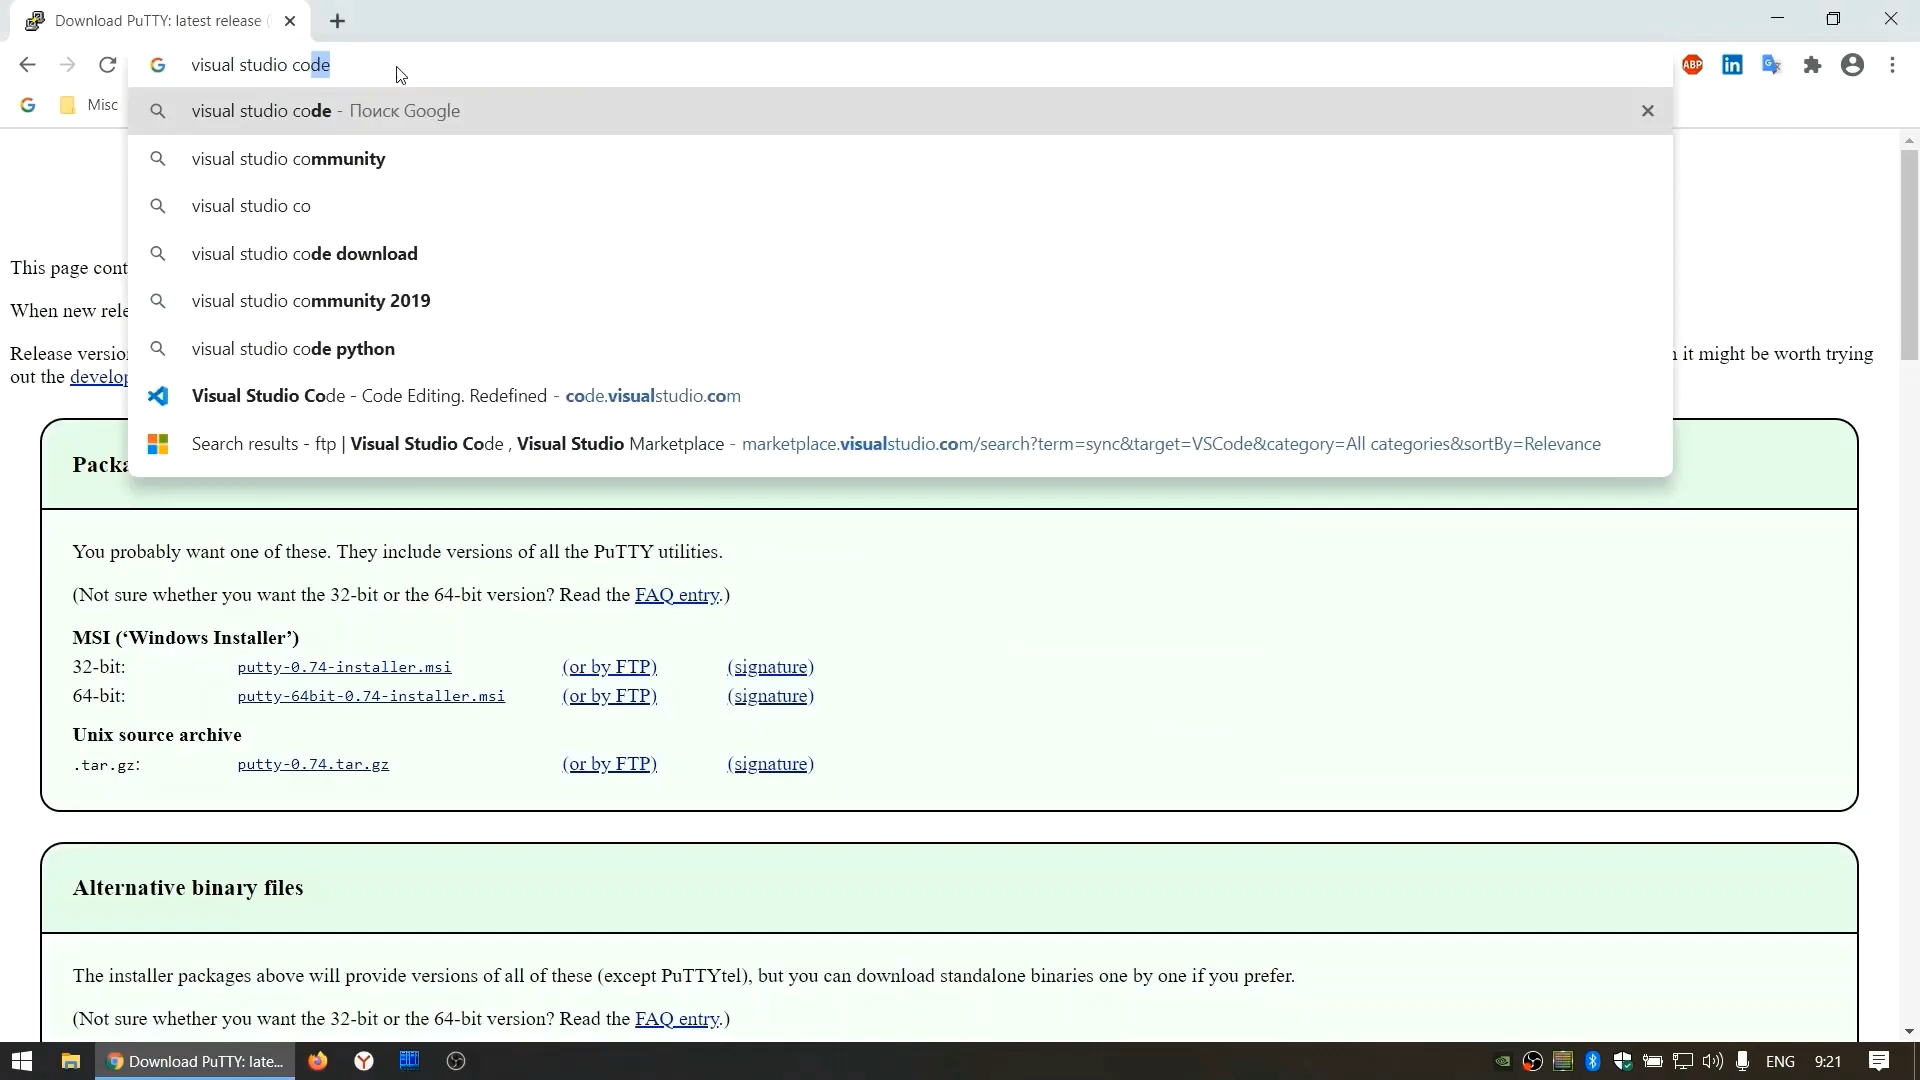 Download PuTTY: latest release (
visual studio code
Misc
visual studio code - Поиск Google
visual studio community
visual studio co
visual studio code download
visual studio community 2019
visual studio code python
Visual Studio Code - Code Editing. Redefined - code.visualstudio.com
Search results - ftp | Visual Studio Code , Visual Studio Marketplace - marketplace.visualstudio.com/search?term=sync&target=VSCode&category=All categories&sortBy=Relevance
This page cont
When new rele
Release version
it might be worth trying
out the develop
Packa
You probably want one of these. They include versions of all the PuTTY utilities.
(Not sure whether you want the 32-bit or the 64-bit version? Read the FAQ entry.)
MSI (‘Windows Installer’)
32-bit: putty-0.74-installer.msi (or by FTP) (signature)
64-bit: putty-64bit-0.74-installer.msi (or by FTP) (signature)
Unix source archive
.tar.gz: putty-0.74.tar.gz (or by FTP) (signature)
Alternative binary files
The installer packages above will provide versions of all of these (except PuTTYtel), but you can download standalone binaries one by one if you prefer.
(Not sure whether you want the 32-bit or the 64-bit version? Read the FAQ entry.)
Download PuTTY: late...
ENG
9:21